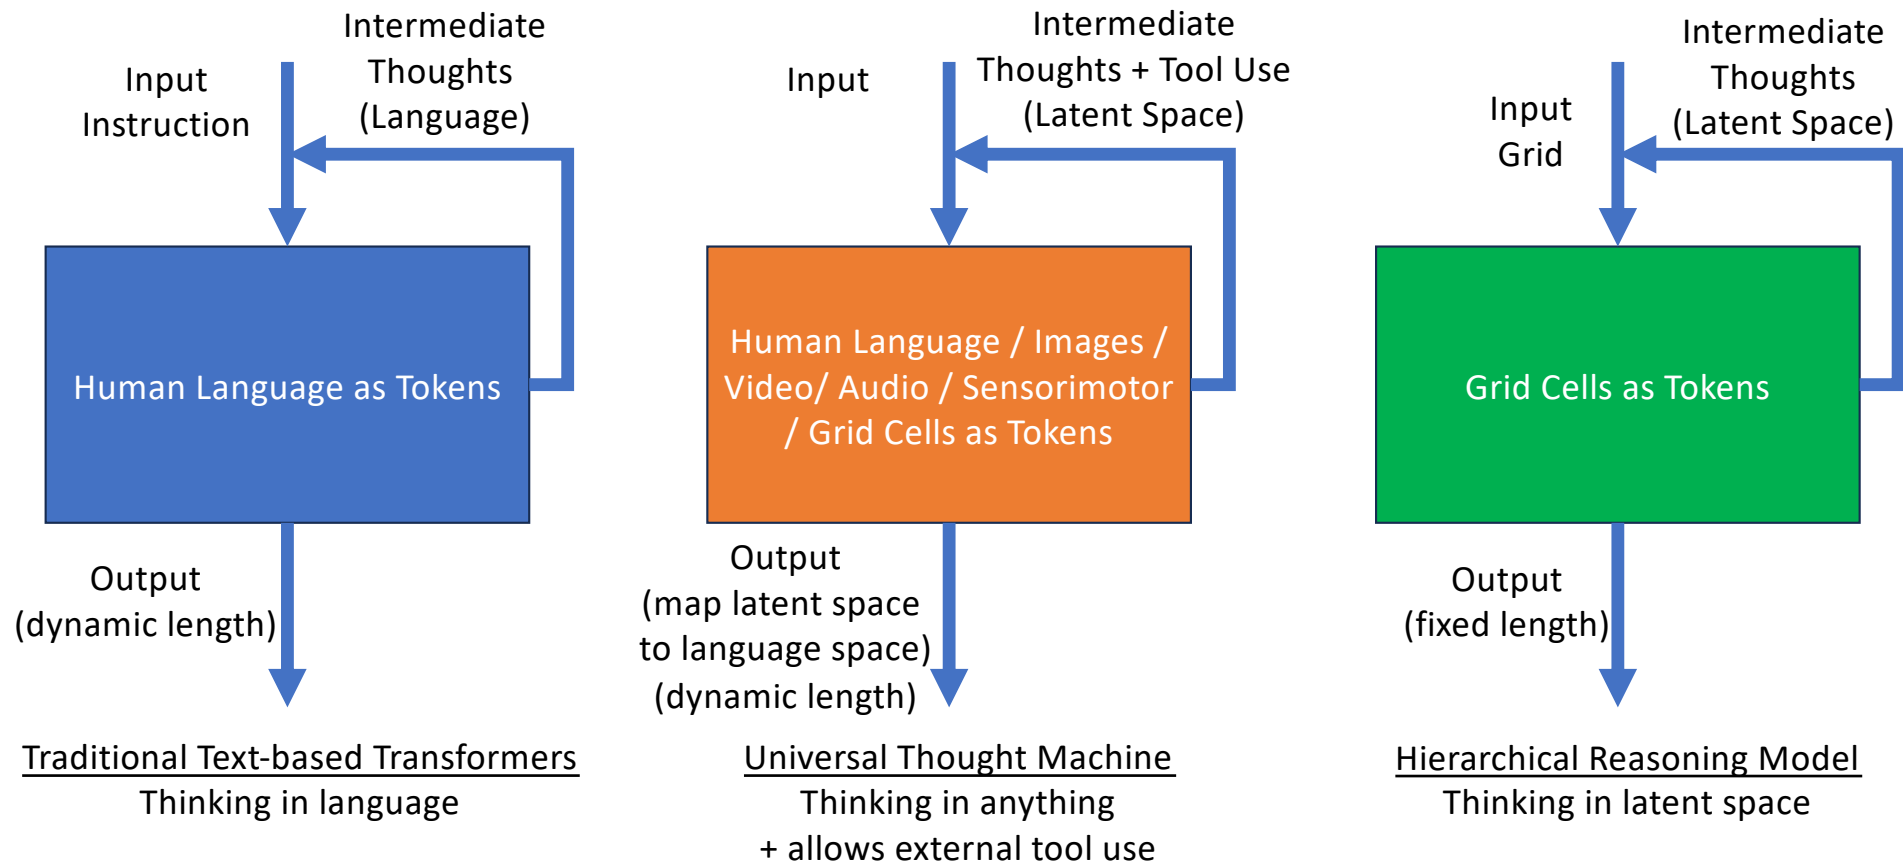 Input
Instruction
Intermediate
Thoughts
(Language)
Human Language as Tokens
Output
(dynamic length)
Traditional Text-based Transformers
Thinking in language
Input
Intermediate
Thoughts + Tool Use
(Latent Space)
Human Language / Images /
Video/ Audio / Sensorimotor
/ Grid Cells as Tokens
Output
(map latent space
to language space)
(dynamic length)
Universal Thought Machine
Thinking in anything
+ allows external tool use
Input
Grid
Intermediate
Thoughts
(Latent Space)
Grid Cells as Tokens
Output
(fixed length)
Hierarchical Reasoning Model
Thinking in latent space